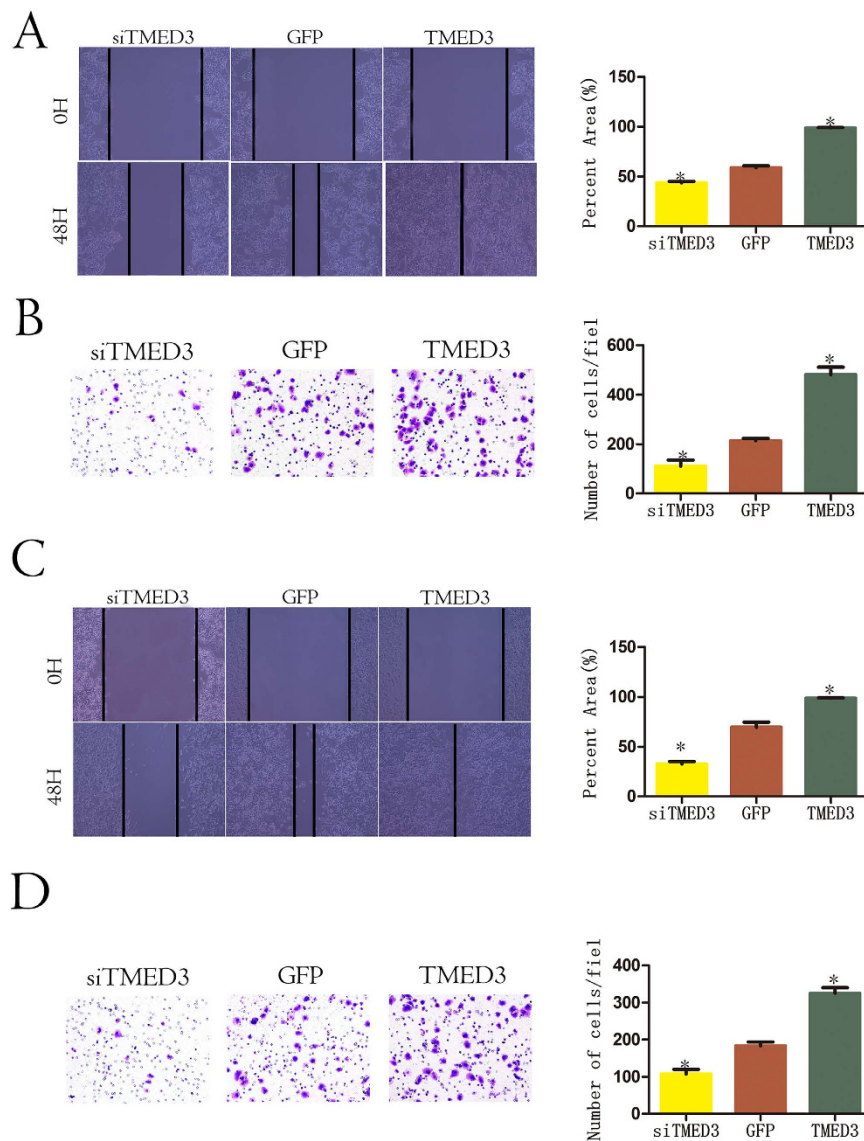 A
siTMED3 GFP TMED3
0H
48H
Percent Area(%)
150
100
50
0
* *
siTMED3 GFP TMED3
B
siTMED3 GFP TMED3
Number of cells/fiel
600
400
200
0
* *
siTMED3 GFP TMED3
C
siTMED3 GFP TMED3
0H
48H
Percent Area(%)
150
100
50
0
* *
siTMED3 GFP TMED3
D
siTMED3 GFP TMED3
Number of cells/fiel
400
300
200
100
0
* *
siTMED3 GFP TMED3